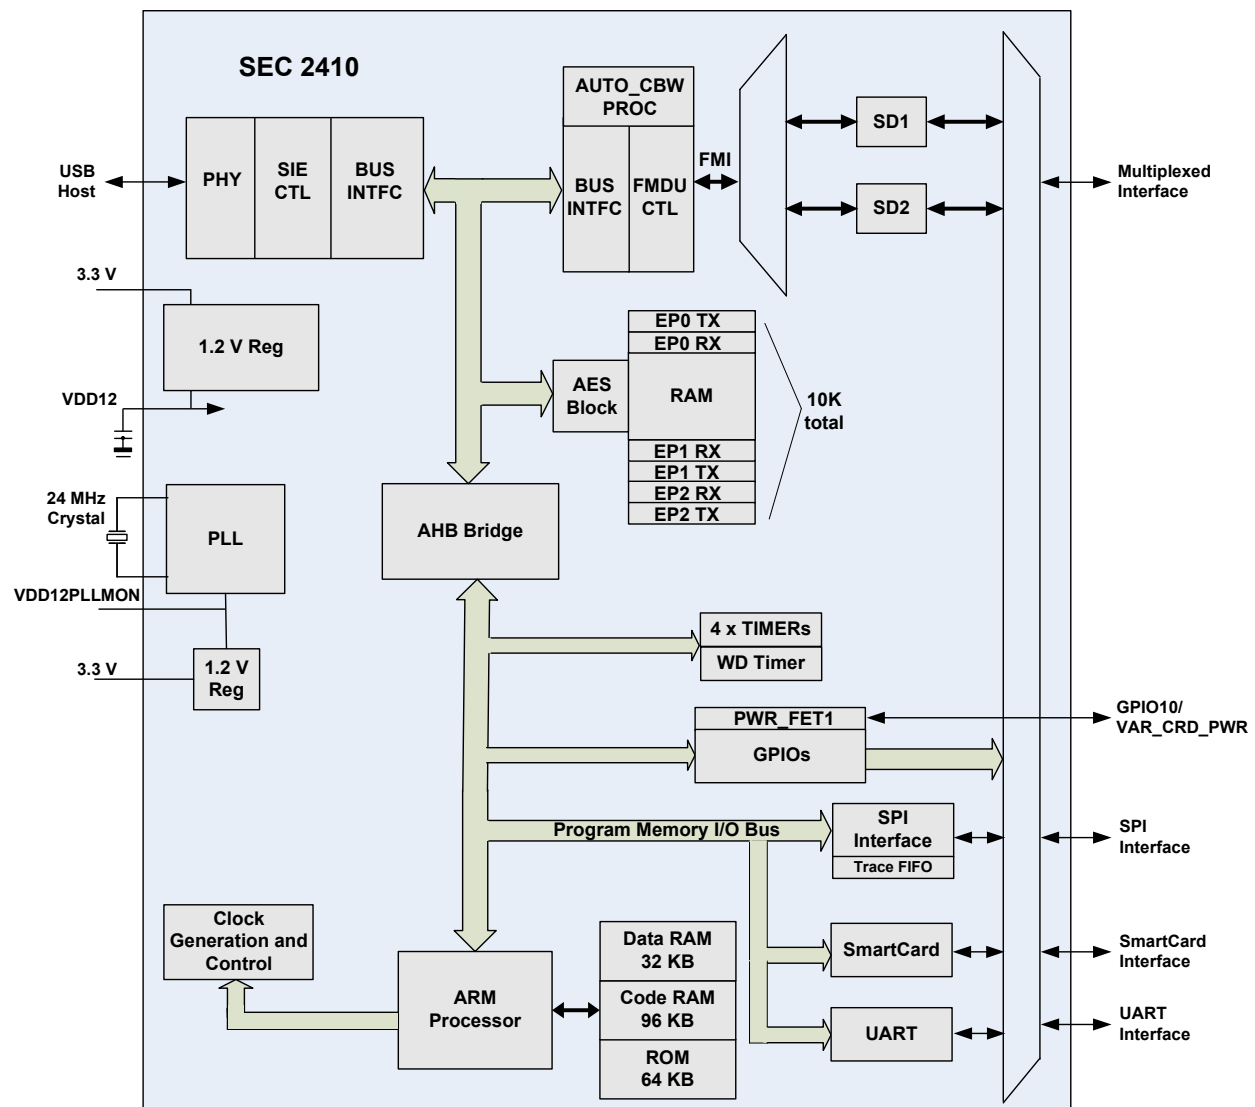 SEC 2410
USB
Host
PHY
SIE
CTL
BUS
INTFC
AUTO_CBW
PROC
BUS
INTFC
FMDU
CTL
FMI
SD1
SD2
Multiplexed
Interface
3.3 V
1.2 V Reg
VDD12
EP0 TX
EP0 RX
AES
Block
RAM
EP1 RX
EP1 TX
EP2 RX
EP2 TX
10K
total
24 MHz
Crystal
PLL
AHB Bridge
VDD12PLLMON
3.3 V
1.2 V
Reg
4 x TIMERs
WD Timer
PWR_FET1
GPIOs
GPIO10/
VAR_CRD_PWR
Program Memory I/O Bus
SPI
Interface
Trace FIFO
SPI
Interface
Clock
Generation and
Control
ARM
Processor
Data RAM
32 KB
Code RAM
96 KB
ROM
64 KB
SmartCard
SmartCard
Interface
UART
UART
Interface